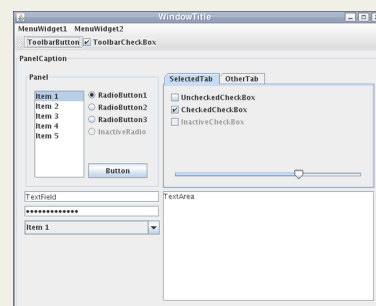 WindowTitle
MenuWidget1 MenuWidget2
ToolbarButton ToolbarCheckBox
PanelCaption
Panel
Item 1
Item 2
Item 3
Item 4
Item 5
RadioButton1
RadioButton2
RadioButton3
InactiveRadio
Button
SelectedTab OtherTab
UncheckedCheckBox
CheckedCheckBox
InactiveCheckBox
TextField
•••••••••••••
Item 1
TextArea